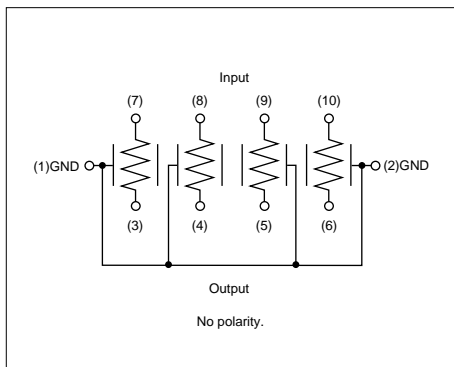 Input
(7) (8) (9) (10)
(1)GND (2)GND
(3) (4) (5) (6)
Output
No polarity.